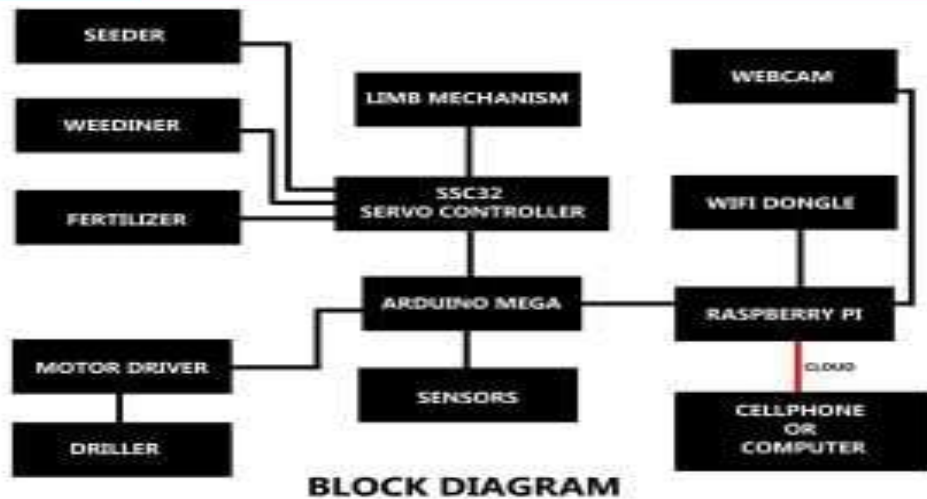 SEEDER
WEEDINER
FERTILIZER
LIMB MECHANISM
SSC32
SERVO CONTROLLER
ARDUINO MEGA
SENSORS
MOTOR DRIVER
DRILLER
WEBCAM
WIFI DONGLE
RASPBERRY PI
CLOUD
CELLPHONE
OR
COMPUTER
BLOCK DIAGRAM